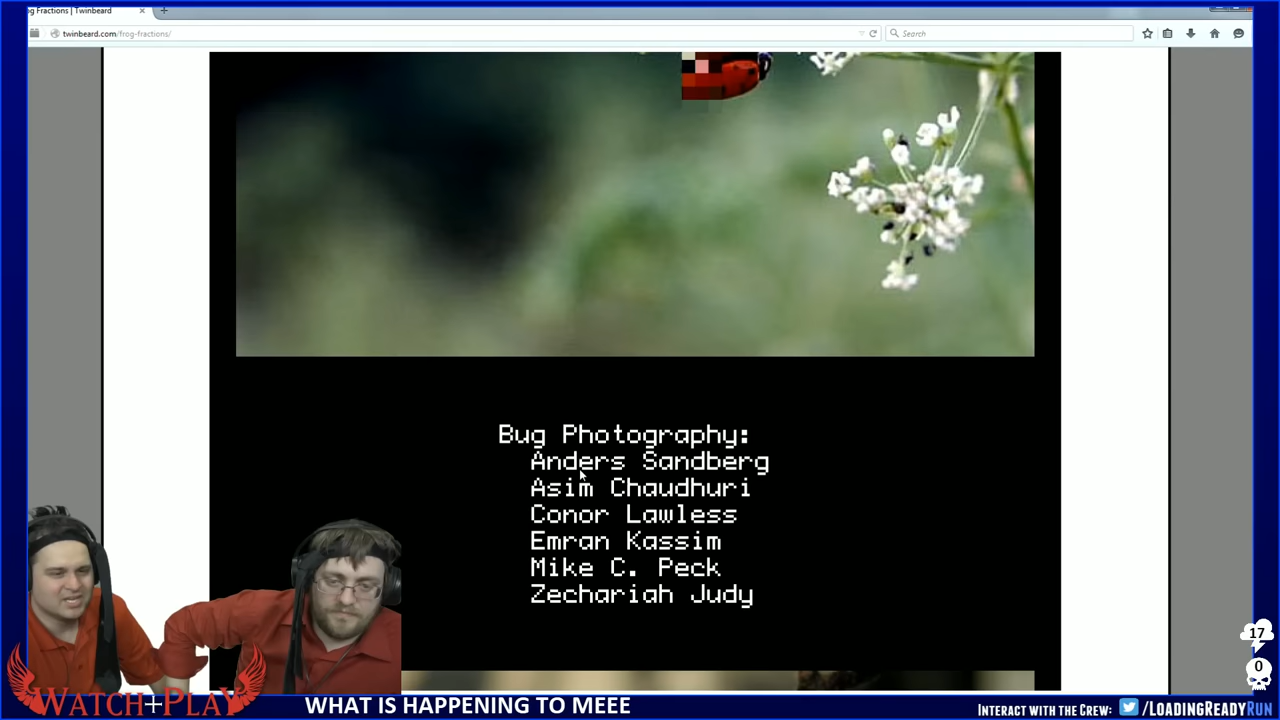 og Fractions | Twinbeard
twinbeard.com/frog-fractions/
Search
Bug Photography:
Anders Sandberg
Asim Chaudhuri
Conor Lawless
Emran Kassim
Mike C. Peck
Zechariah Judy
17
0
WATCH+PLAY
WHAT IS HAPPENING TO MEEE
INTERACT WITH THE CREW: /LOADINGREADYRUN